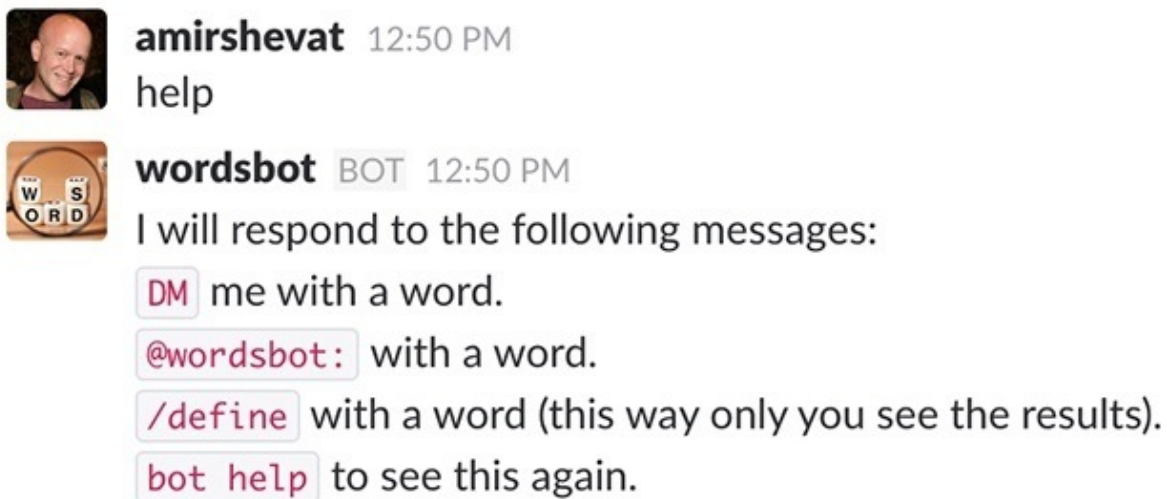 amirshevat 12:50 PM
help
wordsbot BOT 12:50 PM
W S
ORD
I will respond to the following messages:
DM me with a word.
@wordsbot: with a word.
/define with a word (this way only you see the results).
bot help to see this again.